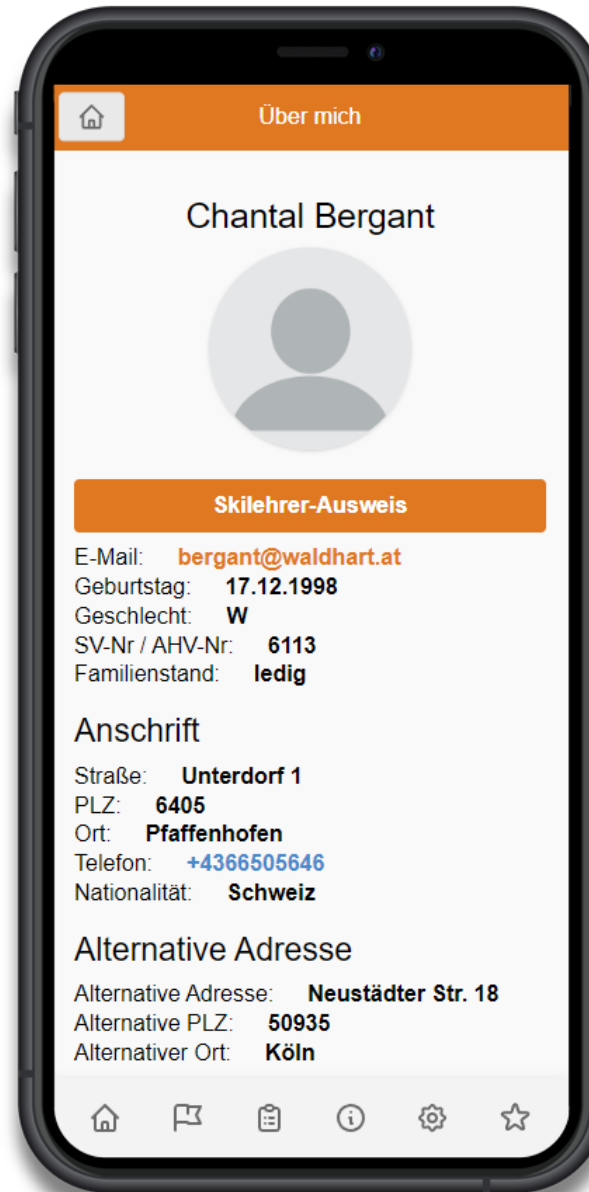 Über mich
Chantal Bergant
Skilehrer-Ausweis
E-Mail: bergant@waldhart.at
Geburtstag: 17.12.1998
Geschlecht: W
SV-Nr / AHV-Nr: 6113
Familienstand: ledig
Anschrift
Straße: Unterdorf 1
PLZ: 6405
Ort: Pfaffenhofen
Telefon: +4366505646
Nationalität: Schweiz
Alternative Adresse
Alternative Adresse: Neustädter Str. 18
Alternative PLZ: 50935
Alternativer Ort: Köln